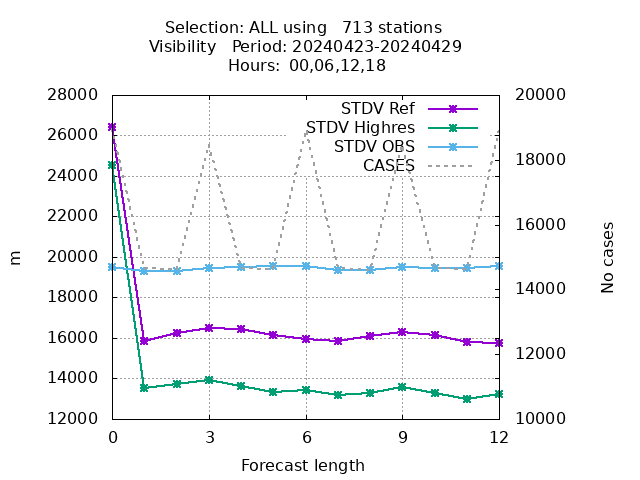 Selection: ALL using   713 stations
Visibility   Period: 20240423-20240429
Hours: 00,06,12,18
28000
26000
24000
22000
20000
18000
16000
14000
12000
m
STDV Ref
STDV Highres
STDV OBS
CASES
20000
18000
16000
14000
12000
10000
No cases
0 3 6 9 12
Forecast length